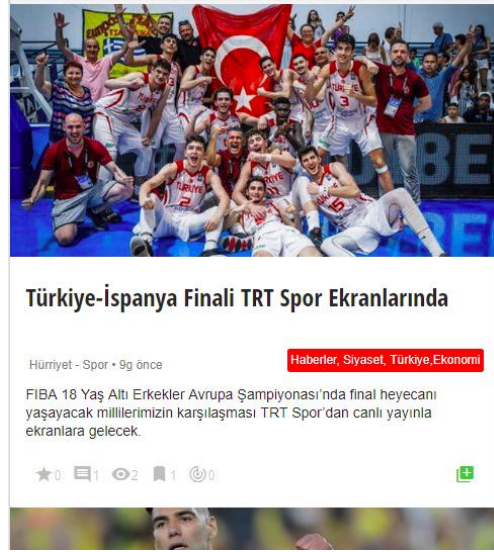 Türkiye-İspanya Finali TRT Spor Ekranlarında
Hürriyet - Spor • 9g önce
Haberler, Siyaset, Türkiye,Ekonomi
FIBA 18 Yaş Altı Erkekler Avrupa Şampiyonası'nda final heyecanı
yaşayacak millilerimizin karşılaşması TRT Spor'dan canlı yayınla
ekranlara gelecek.
0 1 2 1 0